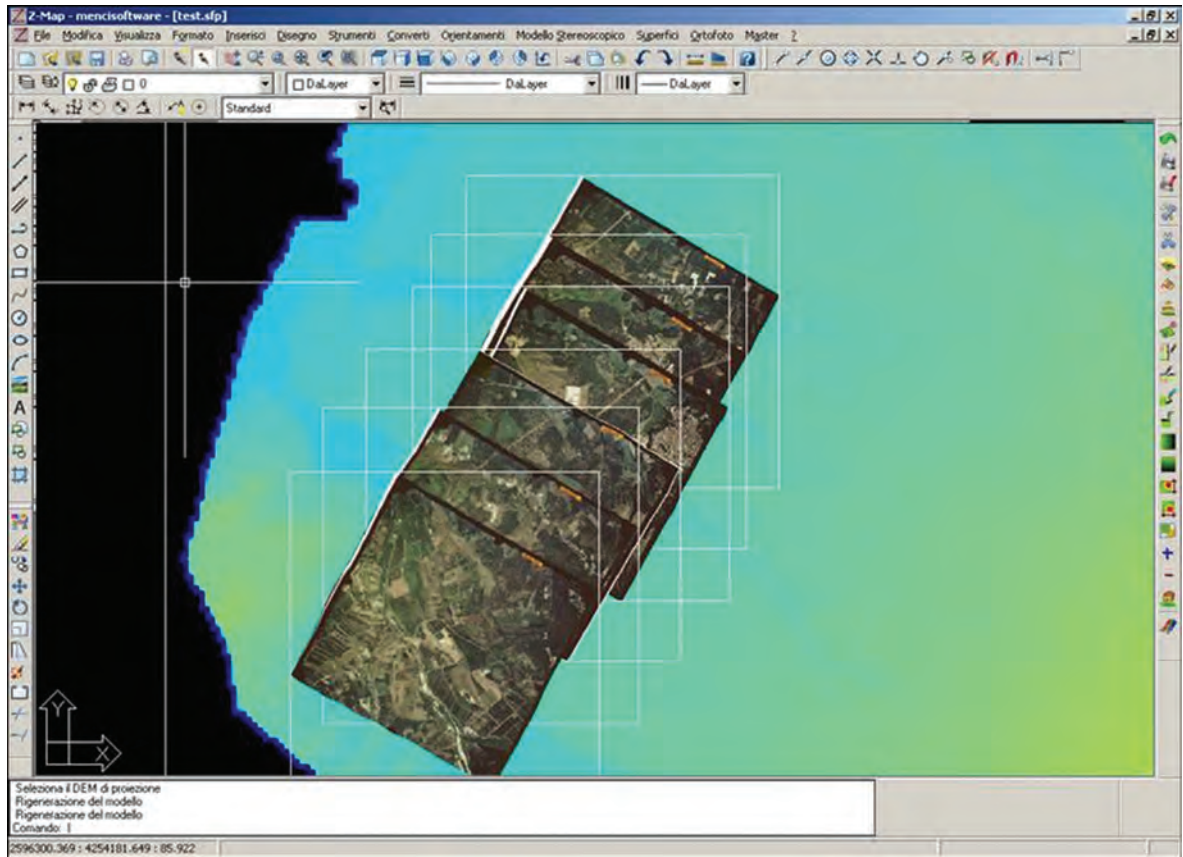 Z-Map - mencisoftware - [test.sfp]
File Modifica Visualizza Formato Inserisci Disegno Strumenti Converti Orientamenti Modello Stereoscopico Superfici Ortofoto Master ?
0 DaLayer DaLayer DaLayer
Standard
A
Y
X
Seleziona il DEM di proiezione
Rigenerazione del modello
Rigenerazione del modello
Comando:
2596300.369 : 4254181.649 : 85.922